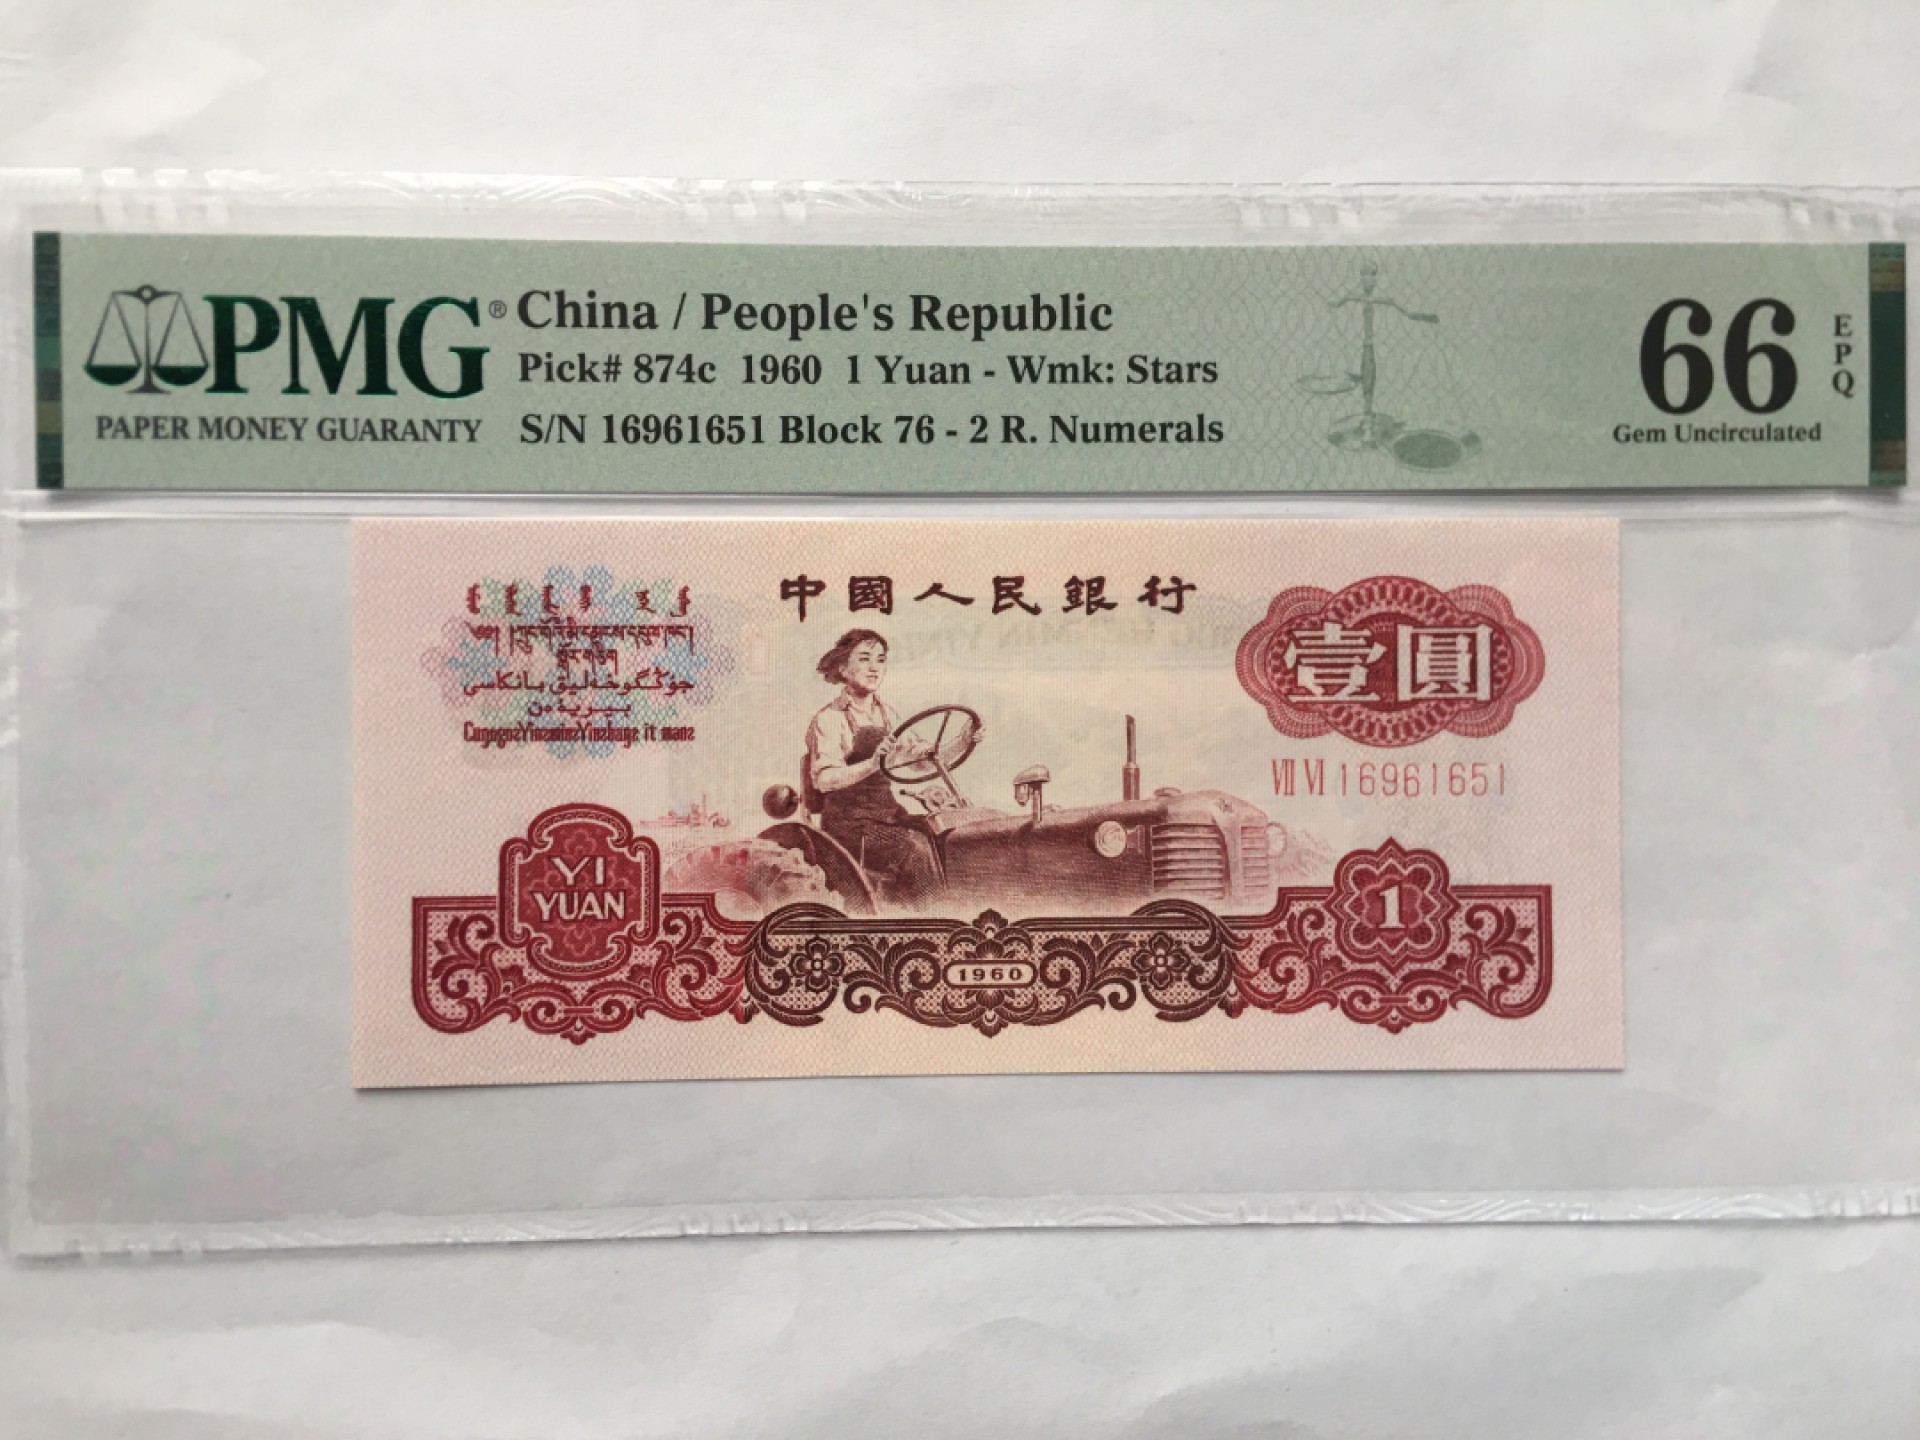 PMG®
PAPER MONEY GUARANTY
China / People's Republic
Pick# 874c 1960 1 Yuan - Wmk: Stars
S/N 16961651 Block 76 - 2 R. Numerals
66
EPQ
Gem Uncirculated
中國人民銀行
壹圓
VII VI 16961651
YI
YUAN
1
1960